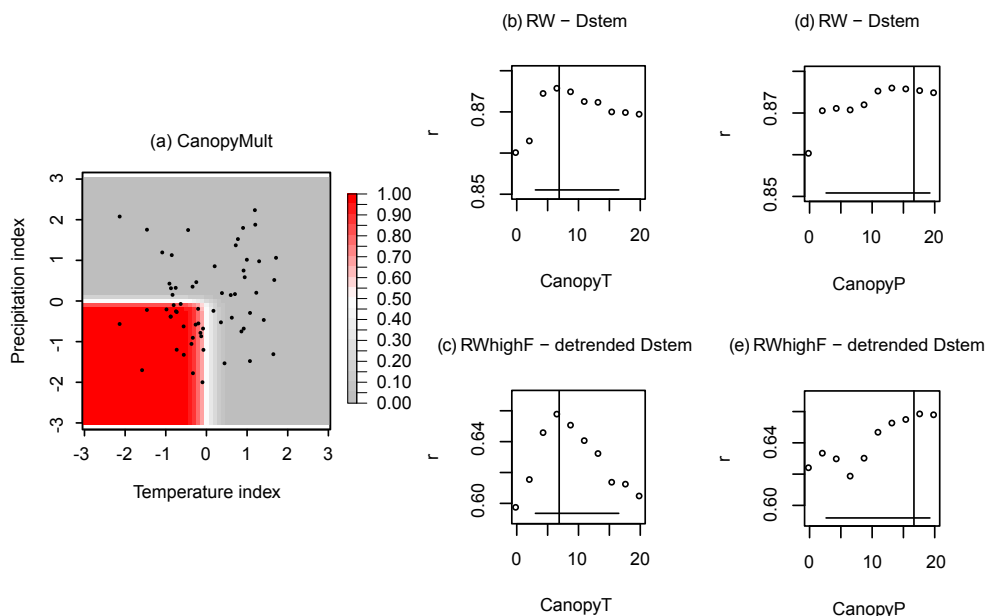 (a) CanopyMult
Precipitation index
3
2
1
0
-1
-2
-3
-3 -2 -1 0 1 2 3
Temperature index
1.00
0.90
0.80
0.70
0.60
0.50
0.40
0.30
0.20
0.10
0.00
(b) RW − Dstem
r
0.87
0.85
0 10 20
CanopyT
(d) RW − Dstem
r
0.87
0.85
0 10 20
CanopyP
(c) RWhighF − detrended Dstem
r
0.64
0.60
0 10 20
CanopyT
(e) RWhighF − detrended Dstem
r
0.64
0.60
0 10 20
CanopyP